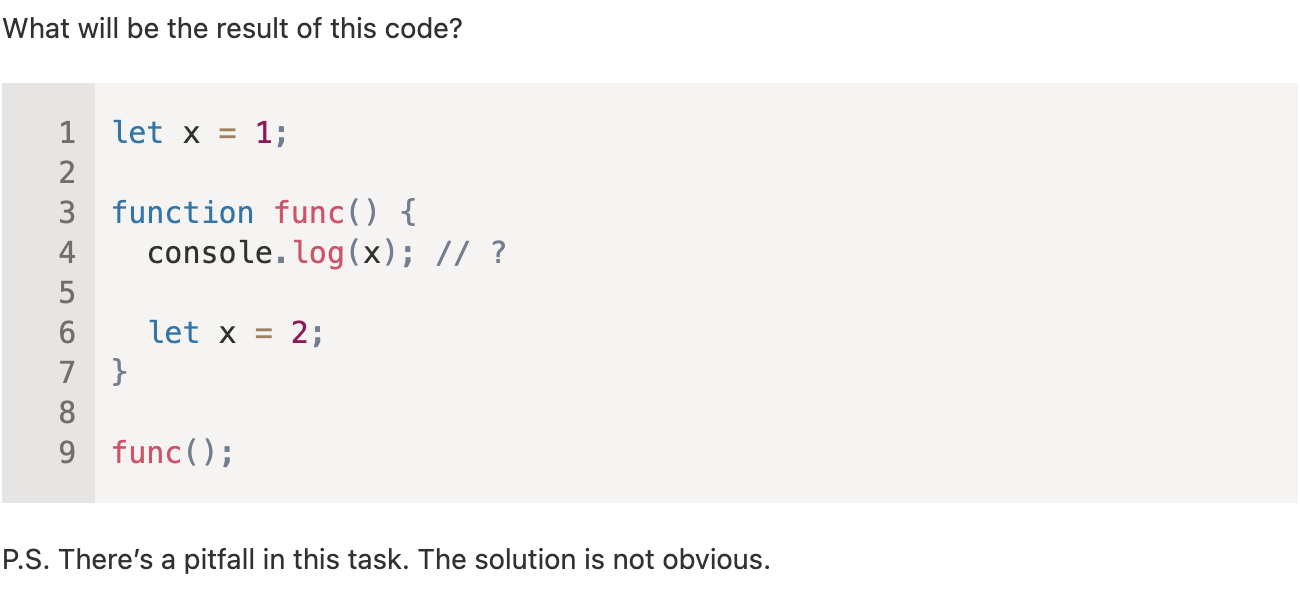 What will be the result of this code?
1 let x = 1;
2
3 function func() {
4   console.log(x); // ?
5
6   let x = 2;
7 }
8
9 func();
P.S. There’s a pitfall in this task. The solution is not obvious.